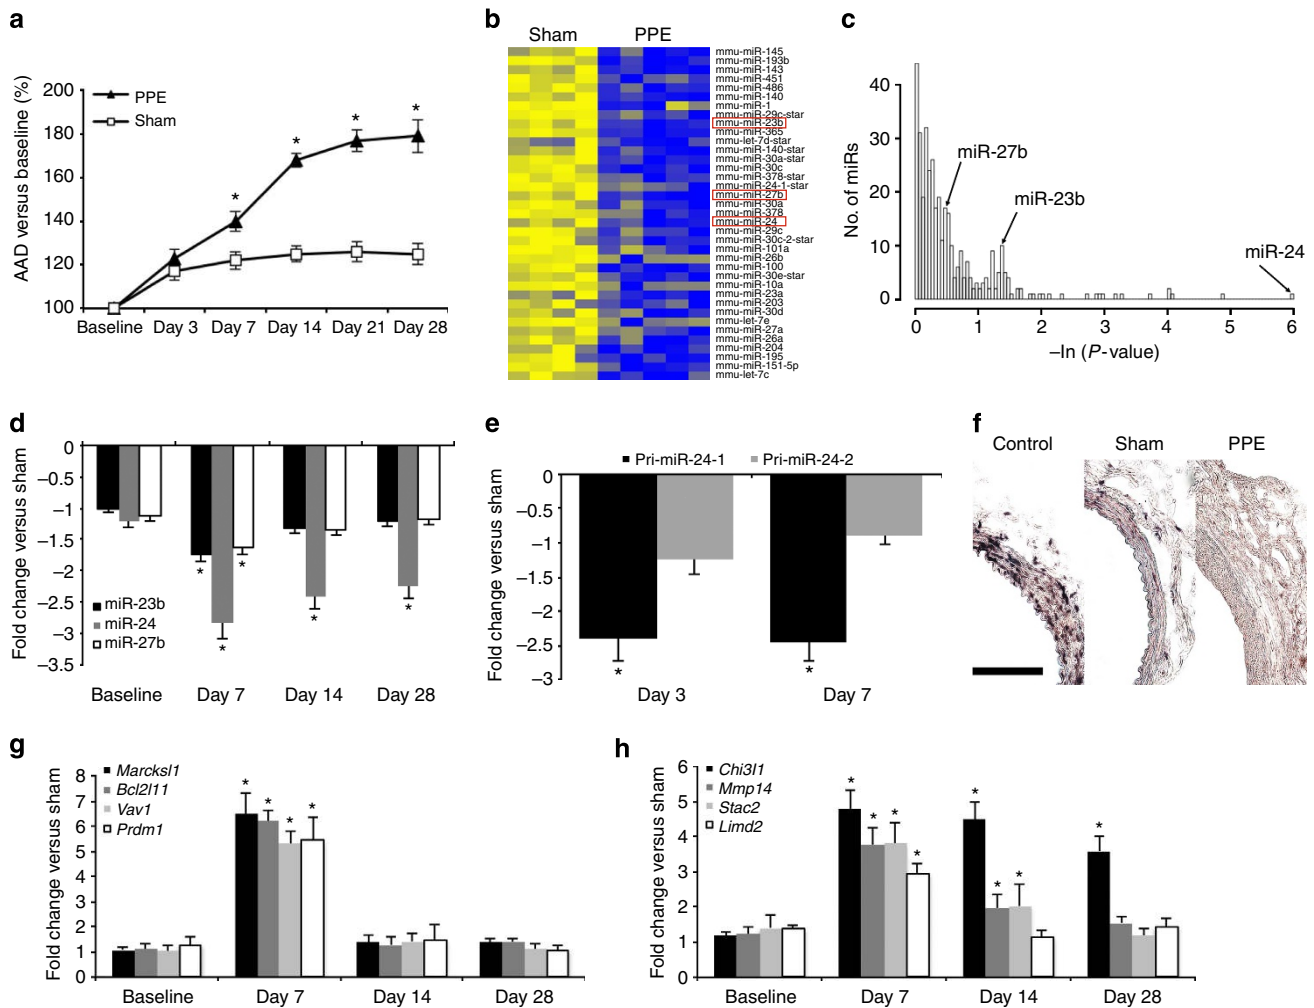 a
AAD versus baseline (%)
200
180
160
140
120
100
PPE
Sham
*
*
*
*
Baseline
Day 3
Day 7
Day 14
Day 21
Day 28
b
Sham
PPE
mmu-miR-145
mmu-miR-193b
mmu-miR-143
mmu-miR-451
mmu-miR-486
mmu-miR-140
mmu-miR-1
mmu-miR-29c-star
mmu-miR-23b
mmu-miR-365
mmu-let-7d-star
mmu-miR-140-star
mmu-miR-30a-star
mmu-miR-30c
mmu-miR-378-star
mmu-miR-24-1-star
mmu-miR-27b
mmu-miR-30a
mmu-miR-378
mmu-miR-24
mmu-miR-29c
mmu-miR-30c-2-star
mmu-miR-101a
mmu-miR-26b
mmu-miR-100
mmu-miR-30e-star
mmu-miR-10a
mmu-miR-23a
mmu-miR-203
mmu-miR-30d
mmu-let-7e
mmu-miR-27a
mmu-miR-26a
mmu-miR-204
mmu-miR-195
mmu-miR-151-5p
mmu-let-7c
c
No. of miRs
40
30
20
10
0
miR-27b
miR-23b
miR-24
0
1
2
3
4
5
6
–ln (P-value)
d
Fold change versus sham
0
–0.5
–1
–1.5
–2
–2.5
–3
–3.5
miR-23b
miR-24
miR-27b
*
*
*
*
*
Baseline
Day 7
Day 14
Day 28
e
Pri-miR-24-1
Pri-miR-24-2
Fold change versus sham
0
–0.5
–1
–1.5
–2
–2.5
–3
*
*
Day 3
Day 7
f
Control
Sham
PPE
g
Fold change versus sham
8
7
6
5
4
3
2
1
0
Marcksl1
Bcl2l11
Vav1
Prdm1
*
*
*
*
Baseline
Day 7
Day 14
Day 28
h
Fold change versus sham
6
5
4
3
2
1
0
Chi3l1
Mmp14
Stac2
Limd2
*
*
*
*
*
*
*
*
Baseline
Day 7
Day 14
Day 28